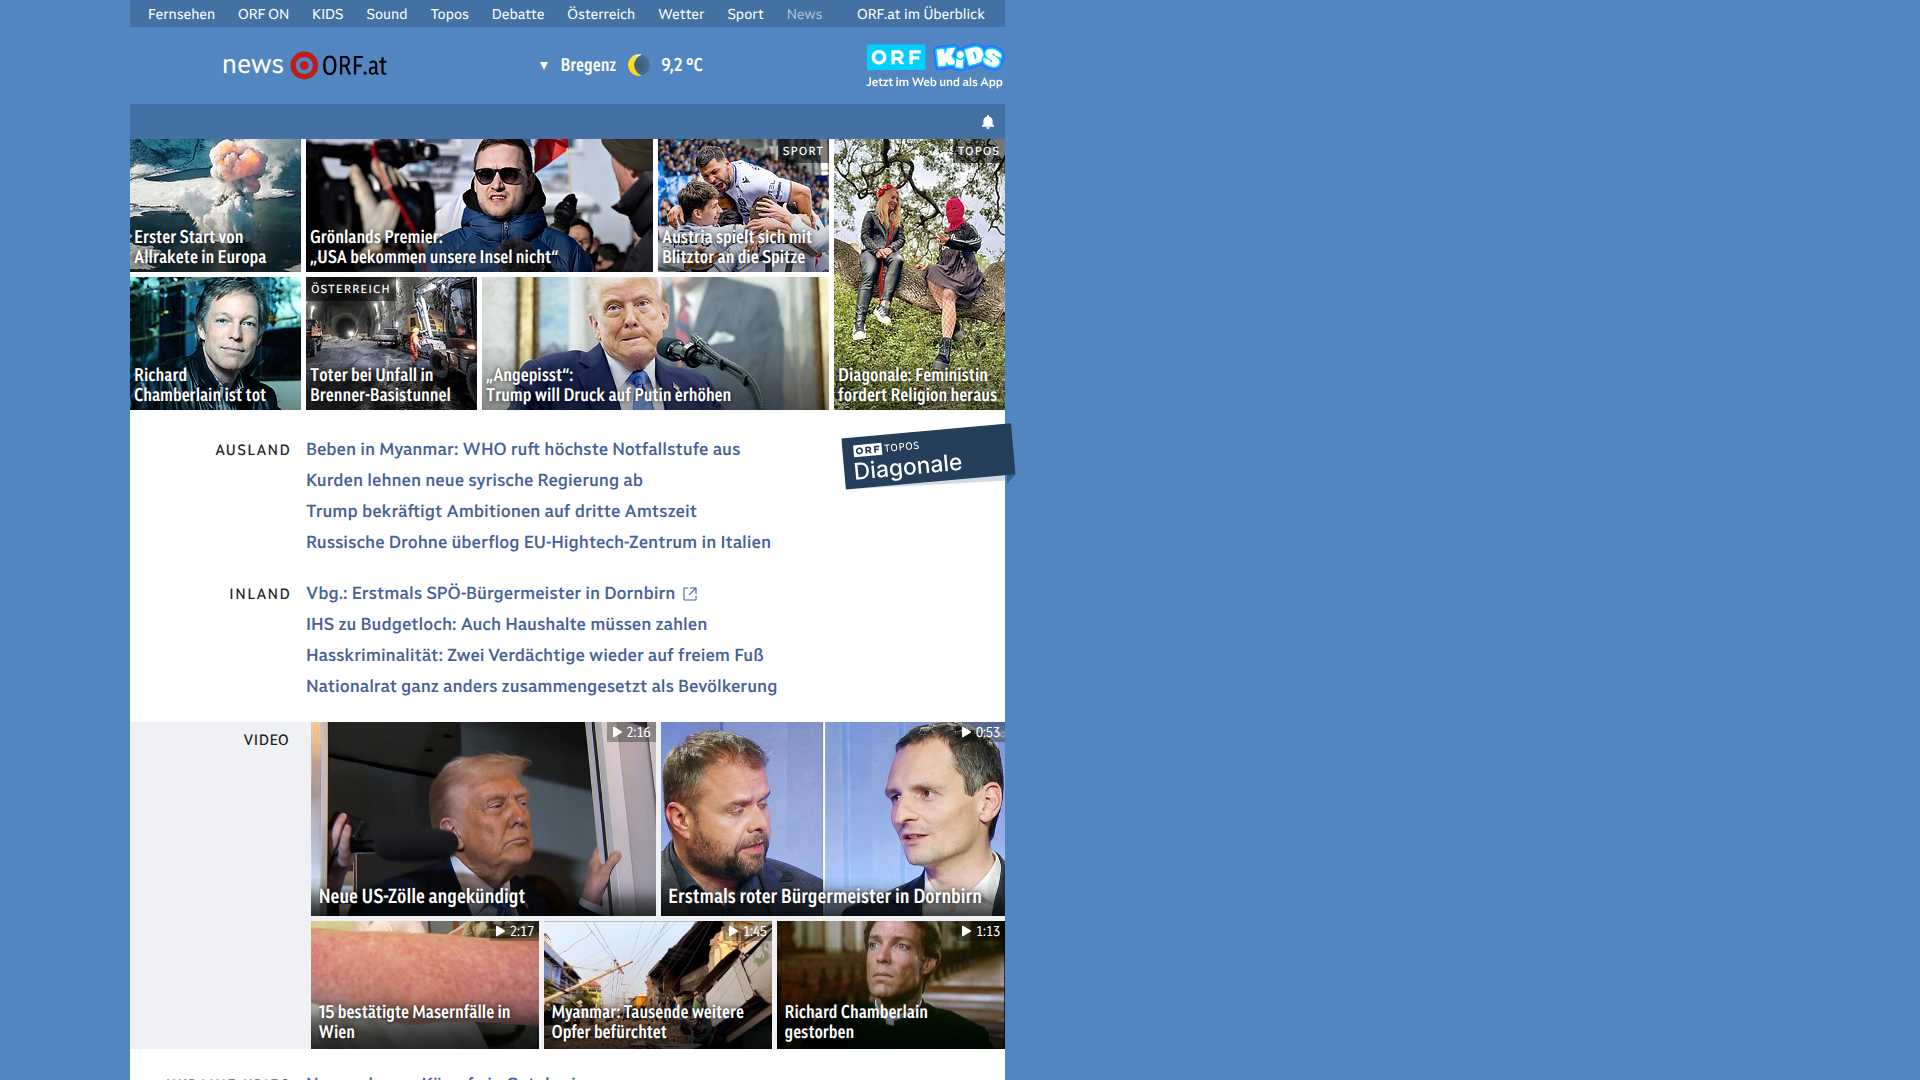 Fernsehen ORF ON KIDS Sound Topos Debatte Österreich Wetter Sport News ORF.at im Überblick
news ORF.at
Bregenz 9,2 °C
ORF KiDS
Jetzt im Web und als App
Erster Start von
Allrakete in Europa
Grönlands Premier:
„USA bekommen unsere Insel nicht“
SPORT
Austria spielt sich mit
Blitztor an die Spitze
TOPOS
Diagonale: Feministin
fordert Religion heraus
Richard
Chamberlain ist tot
ÖSTERREICH
Toter bei Unfall in
Brenner-Basistunnel
„Angepisst“:
Trump will Druck auf Putin erhöhen
AUSLAND
Beben in Myanmar: WHO ruft höchste Notfallstufe aus
Kurden lehnen neue syrische Regierung ab
Trump bekräftigt Ambitionen auf dritte Amtszeit
Russische Drohne überflog EU-Hightech-Zentrum in Italien
ORF TOPOS
Diagonale
INLAND
Vbg.: Erstmals SPÖ-Bürgermeister in Dornbirn
IHS zu Budgetloch: Auch Haushalte müssen zahlen
Hasskriminalität: Zwei Verdächtige wieder auf freiem Fuß
Nationalrat ganz anders zusammengesetzt als Bevölkerung
VIDEO
2:16
Neue US-Zölle angekündigt
0:53
Erstmals roter Bürgermeister in Dornbirn
2:17
15 bestätigte Masernfälle in
Wien
1:45
Myanmar: Tausende weitere
Opfer befürchtet
1:13
Richard Chamberlain
gestorben